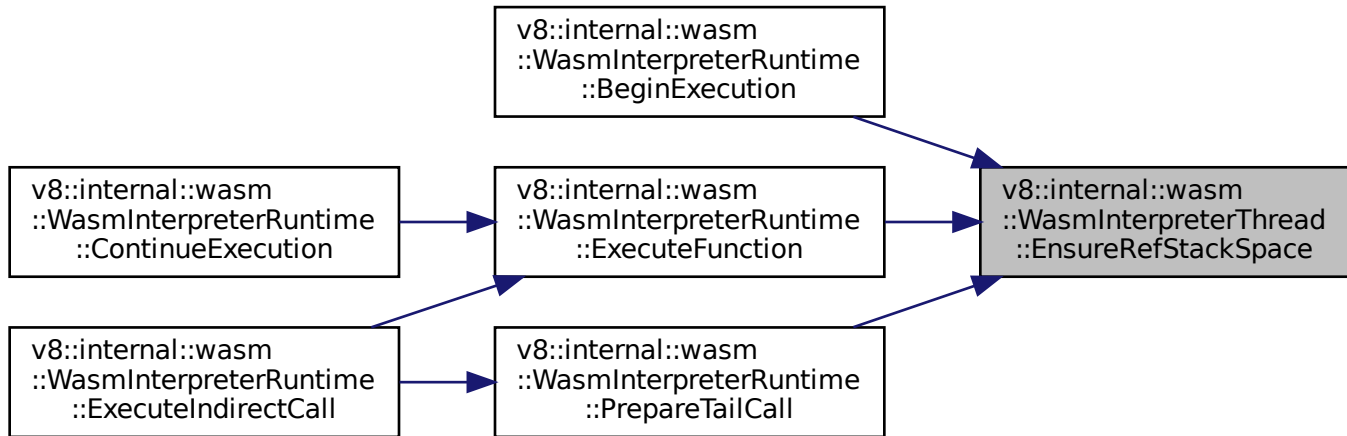 v8::internal::wasm
::WasmInterpreterRuntime
::BeginExecution
v8::internal::wasm
::WasmInterpreterRuntime
::ContinueExecution
v8::internal::wasm
::WasmInterpreterRuntime
::ExecuteFunction
v8::internal::wasm
::WasmInterpreterThread
::EnsureRefStackSpace
v8::internal::wasm
::WasmInterpreterRuntime
::ExecuteIndirectCall
v8::internal::wasm
::WasmInterpreterRuntime
::PrepareTailCall